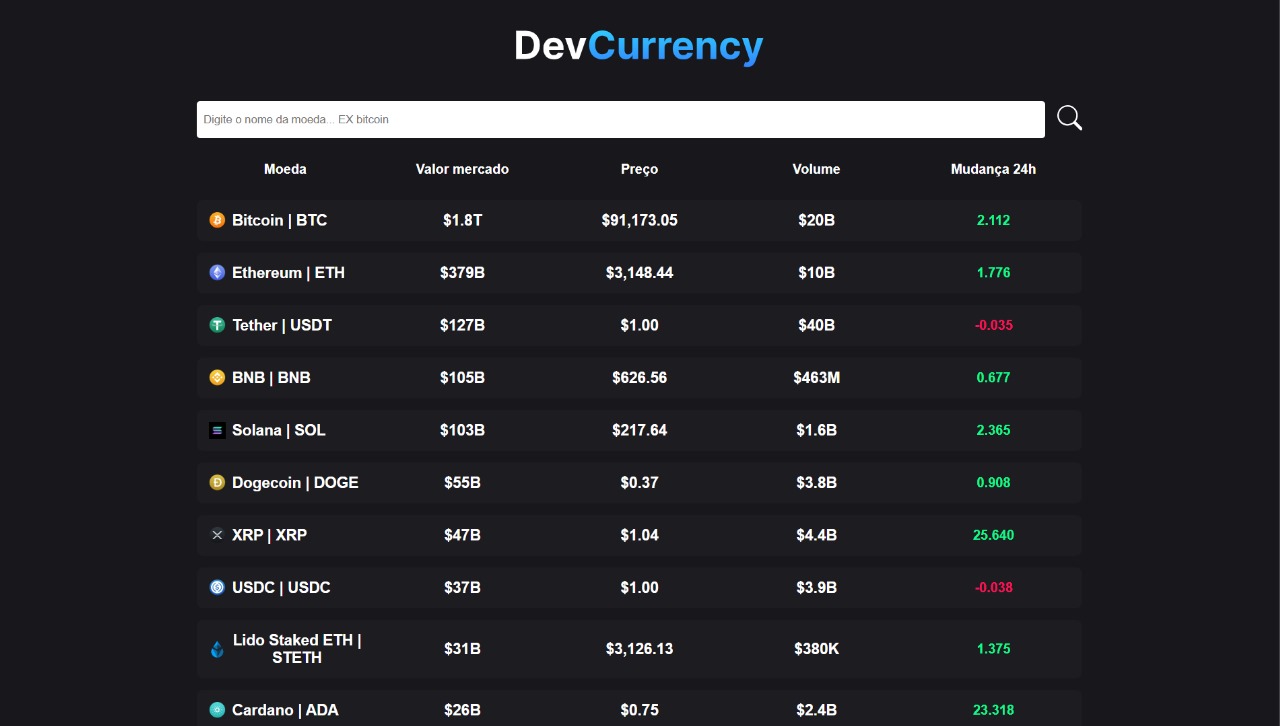 DevCurrency
Digite o nome da moeda... EX bitcoin
Moeda Valor mercado Preço Volume Mudança 24h
Bitcoin | BTC $1.8T $91,173.05 $20B 2.112
Ethereum | ETH $379B $3,148.44 $10B 1.776
Tether | USDT $127B $1.00 $40B -0.035
BNB | BNB $105B $626.56 $463M 0.677
Solana | SOL $103B $217.64 $1.6B 2.365
Dogecoin | DOGE $55B $0.37 $3.8B 0.908
XRP | XRP $47B $1.04 $4.4B 25.640
USDC | USDC $37B $1.00 $3.9B -0.038
Lido Staked ETH |
STETH $31B $3,126.13 $380K 1.375
Cardano | ADA $26B $0.75 $2.4B 23.318